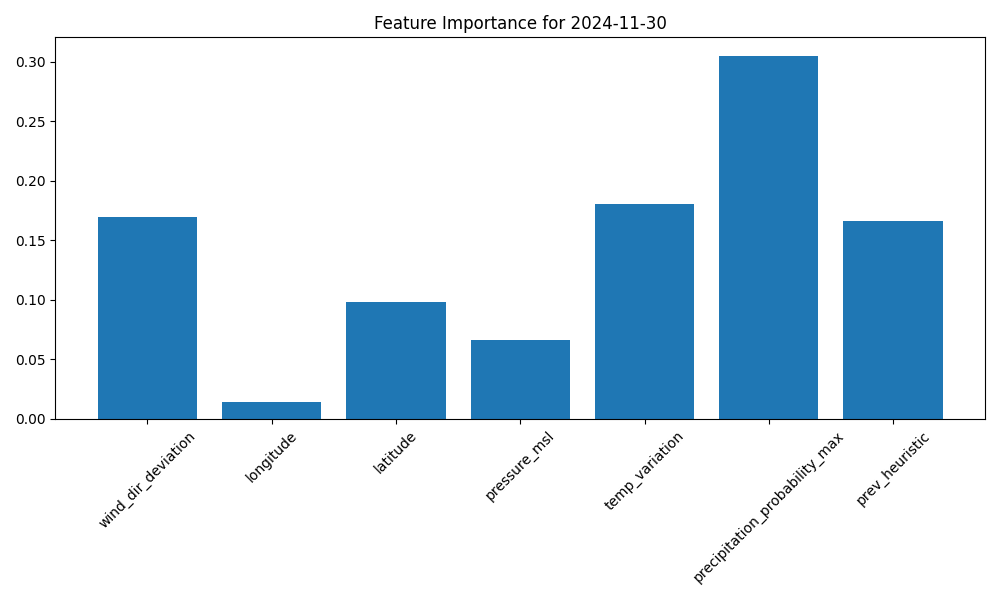 Feature Importance for 2024-11-30
0.30
0.25
0.20
0.15
0.10
0.05
0.00
wind_dir_deviation
longitude
latitude
pressure_msl
temp_variation
precipitation_probability_max
prev_heuristic